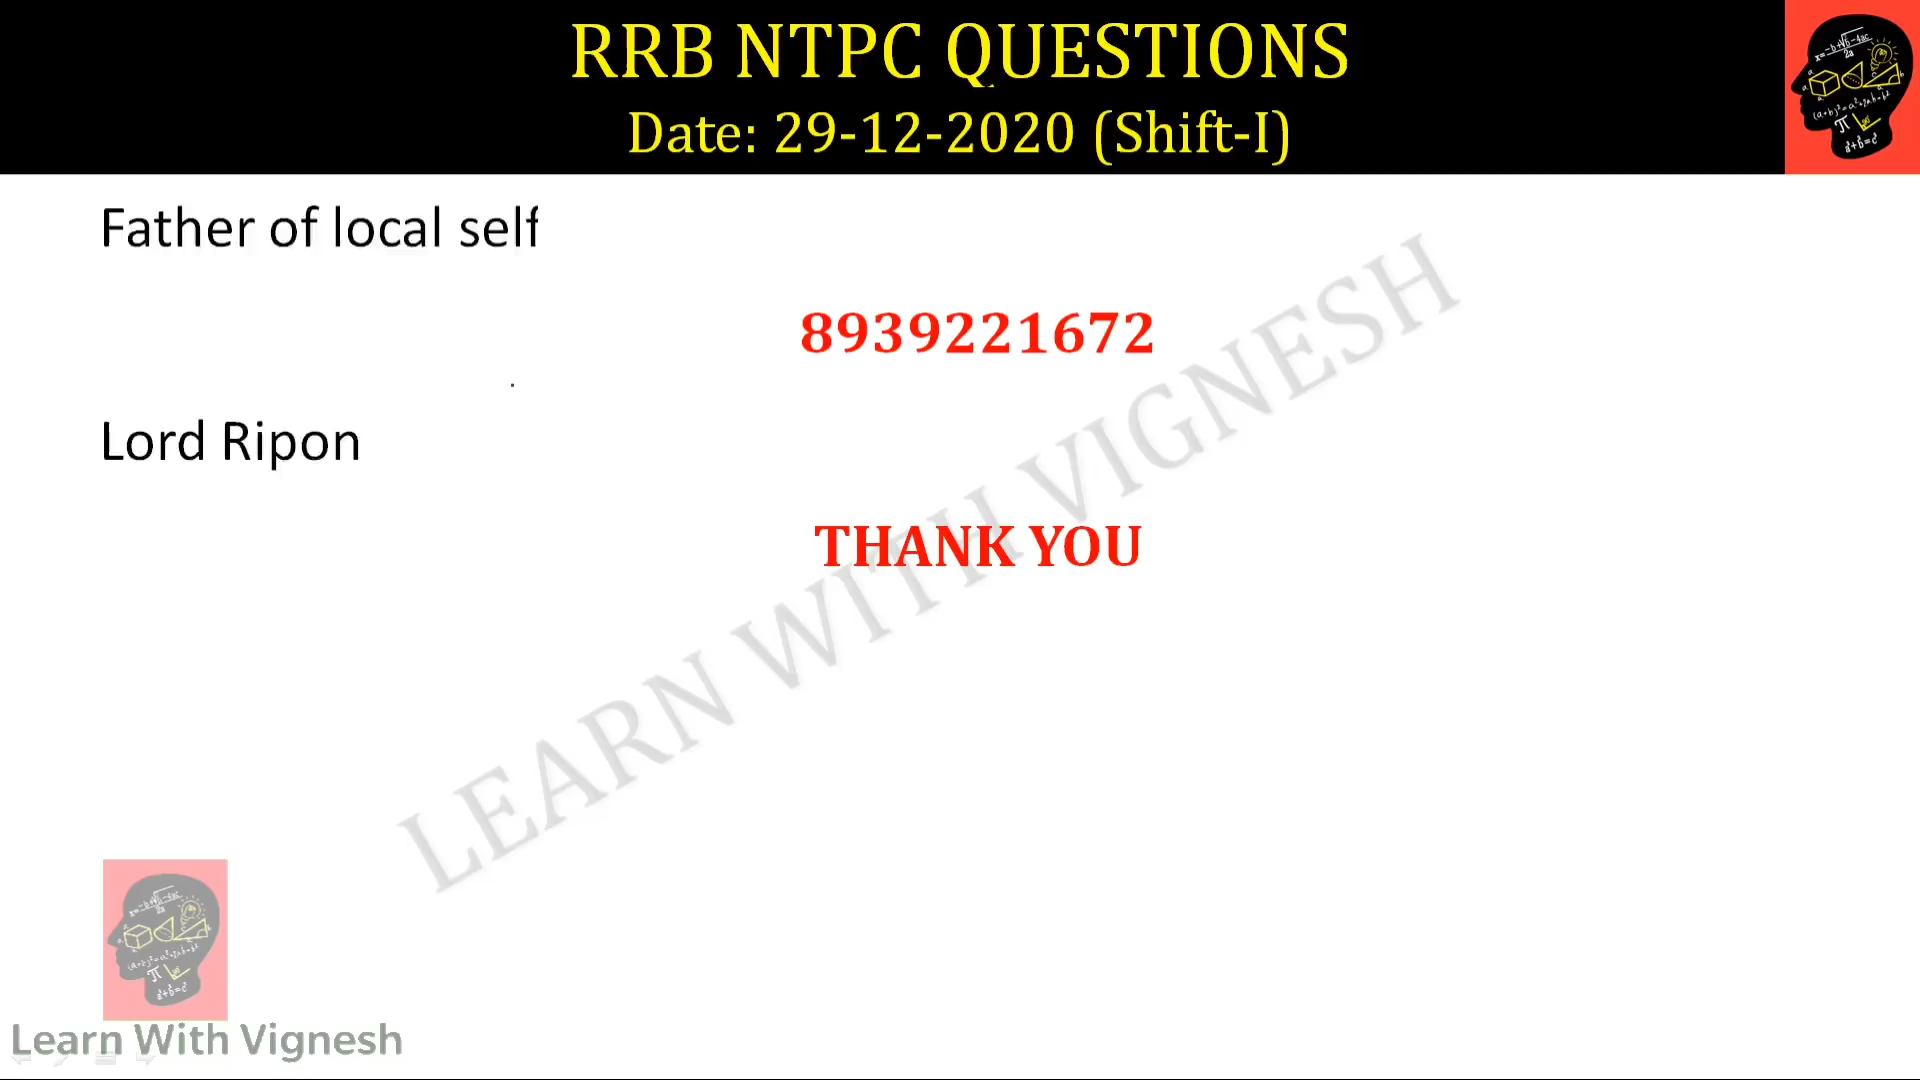 RRB NTPC QUESTIONS
Date: 29-12-2020 (Shift-I)
Father of local self
8939221672
Lord Ripon
THANK YOU
LEARN WITH VIGNESH
Learn With Vignesh